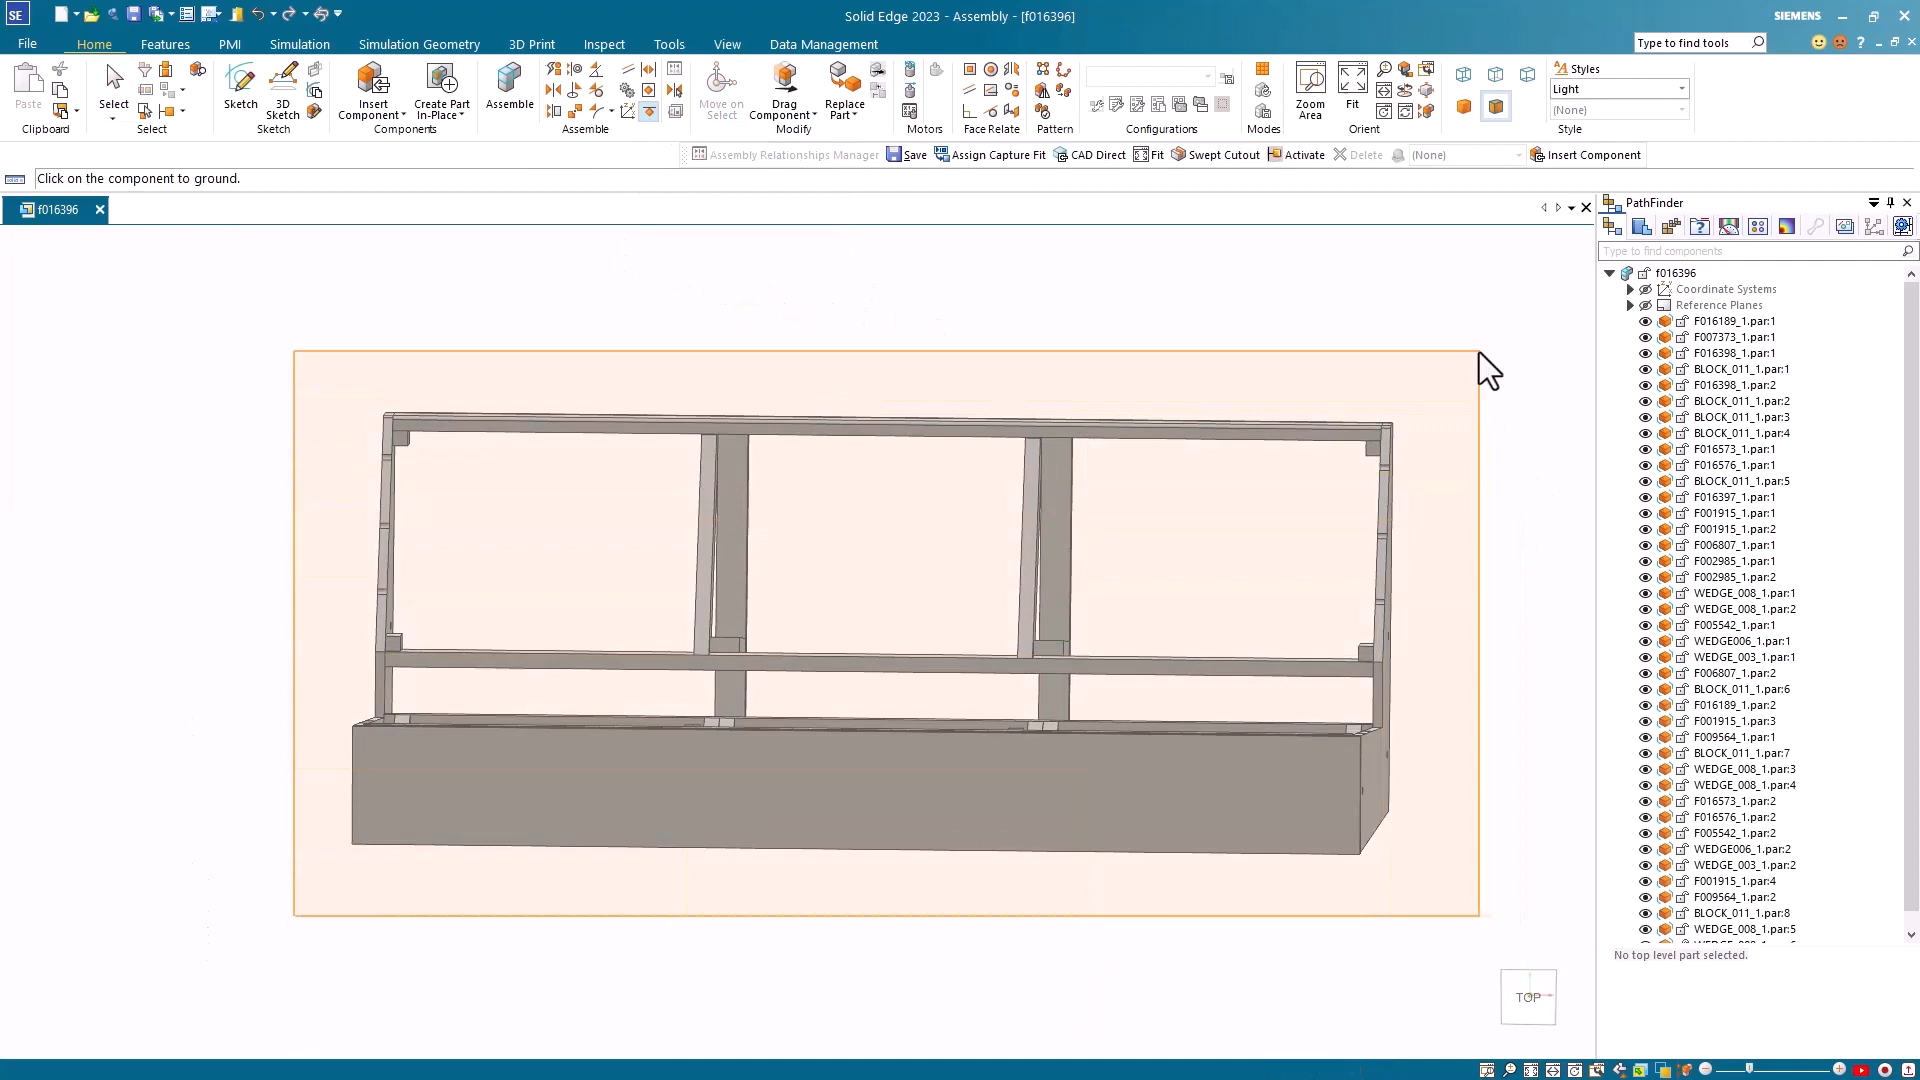 SE
Solid Edge 2023 - Assembly - [f016396]
SIEMENS
File
Home
Features
PMI
Simulation
Simulation Geometry
3D Print
Inspect
Tools
View
Data Management
Type to find tools
Paste
Clipboard
Select
Select
Sketch
3D Sketch
Sketch
Insert Component
Create Part In-Place
Components
Assemble
Assemble
Move on Select
Drag Component
Replace Part
Modify
Motors
Face Relate
Pattern
Configurations
Modes
Zoom Area
Fit
Orient
Styles
Light
(None)
Style
Assembly Relationships Manager
Save
Assign Capture Fit
CAD Direct
Fit
Swept Cutout
Activate
Delete
(None)
Insert Component
Click on the component to ground.
f016396
PathFinder
Type to find components
f016396
Coordinate Systems
Reference Planes
F016189_1.par:1
F007373_1.par:1
F016398_1.par:1
BLOCK_011_1.par:1
F016398_1.par:2
BLOCK_011_1.par:2
BLOCK_011_1.par:3
BLOCK_011_1.par:4
F016573_1.par:1
F016576_1.par:1
BLOCK_011_1.par:5
F016397_1.par:1
F001915_1.par:1
F001915_1.par:2
F006807_1.par:1
F002985_1.par:1
F002985_1.par:2
WEDGE_008_1.par:1
WEDGE_008_1.par:2
F005542_1.par:1
WEDGE006_1.par:1
WEDGE_003_1.par:1
F006807_1.par:2
BLOCK_011_1.par:6
F016189_1.par:2
F001915_1.par:3
F009564_1.par:1
BLOCK_011_1.par:7
WEDGE_008_1.par:3
WEDGE_008_1.par:4
F016573_1.par:2
F016576_1.par:2
F005542_1.par:2
WEDGE006_1.par:2
WEDGE_003_1.par:2
F001915_1.par:4
F009564_1.par:2
BLOCK_011_1.par:8
WEDGE_008_1.par:5
No top level part selected.
TOP